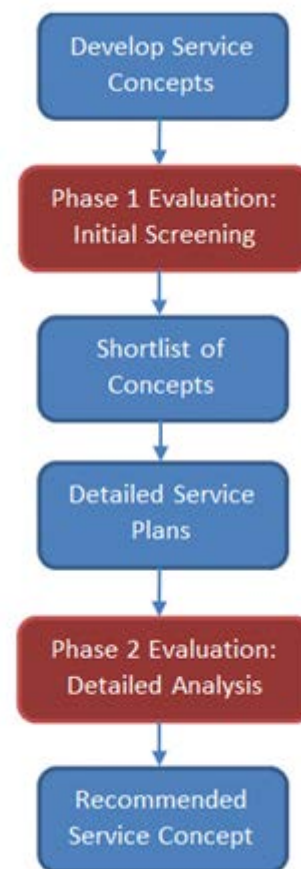 Develop Service
Concepts
Phase 1 Evaluation:
Initial Screening
Shortlist of
Concepts
Detailed Service
Plans
Phase 2 Evaluation:
Detailed Analysis
Recommended
Service Concept